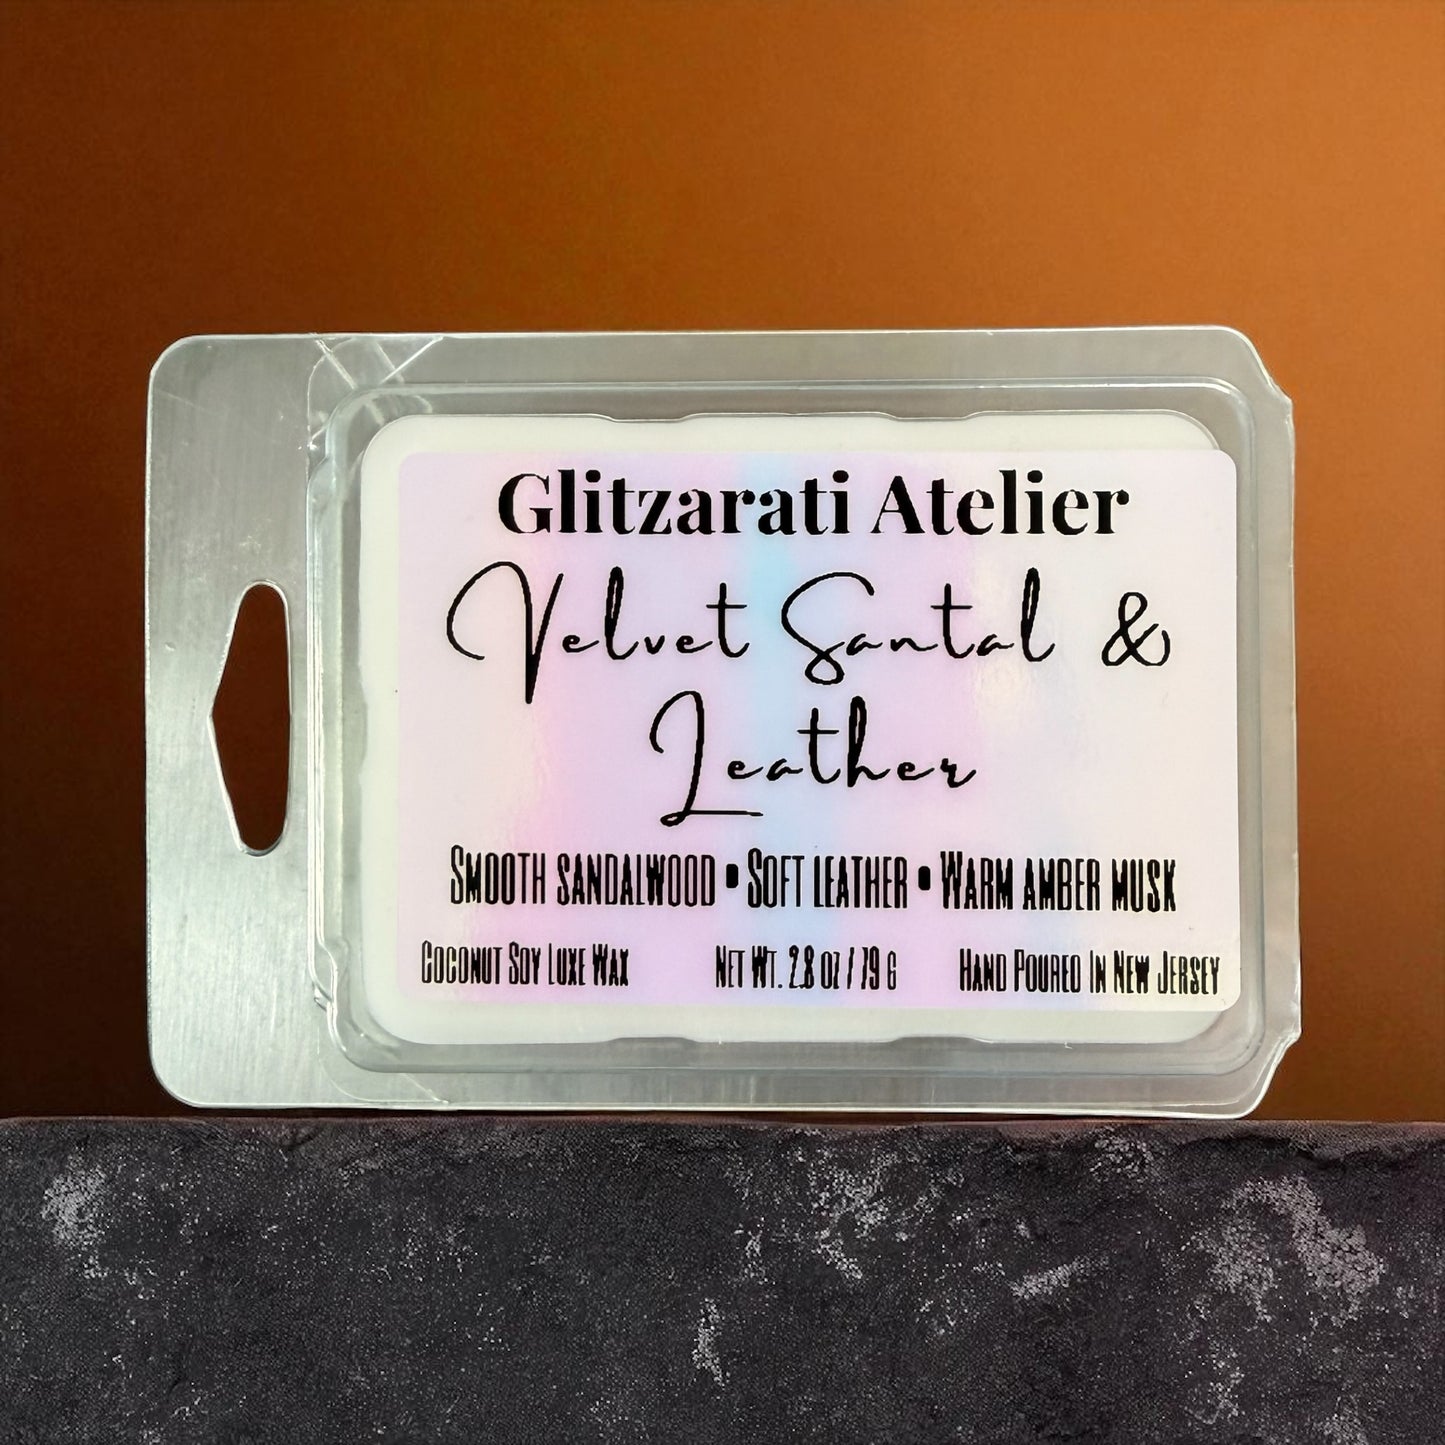 Glitzarati Atelier
Velvet Santal &
Leather
Smooth sandalwood • Soft leather • Warm amber musk
Coconut Soy Luxe Wax Net Wt. 2.8 oz / 79 g Hand Poured In New Jersey